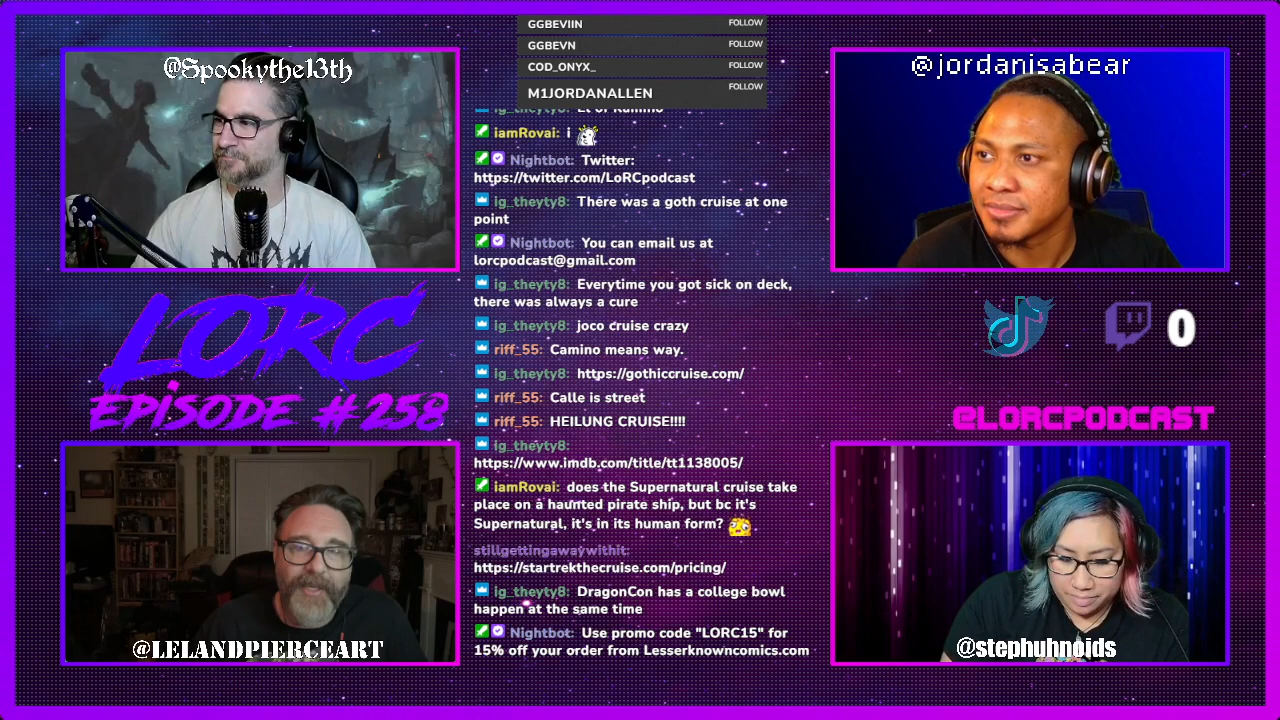 GGBEVIIN FOLLOW
GGBEVN FOLLOW
COD_ONYX_ FOLLOW
M1JORDANALLEN FOLLOW
@Spookythe13th
@jordanisabear
iamRovai: i
Nightbot: Twitter:
https://twitter.com/LoRCpodcast
ig_theyty8: There was a goth cruise at one
point
Nightbot: You can email us at
lorcpodcast@gmail.com
ig_theyty8: Everytime you got sick on deck,
there was always a cure
ig_theyty8: joco cruise crazy
riff_55: Camino means way.
ig_theyty8: https://gothiccruise.com/
riff_55: Calle is street
riff_55: HEILUNG CRUISE!!!!
ig_theyty8:
https://www.imdb.com/title/tt1138005/
iamRovai: does the Supernatural cruise take
place on a haunted pirate ship, but bc it's
Supernatural, it's in its human form?
stillgettingawaywithit:
https://startrekthecruise.com/pricing/
ig_theyty8: DragonCon has a college bowl
happen at the same time
Nightbot: Use promo code "LORC15" for
15% off your order from Lesserknowncomics.com
LORC
EPISODE #258
0
@LORCPODCAST
@LELANDPIERCEART
@stephuhnoids